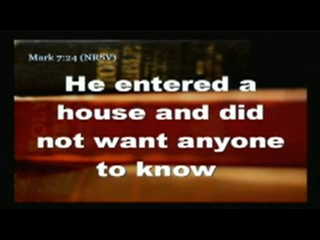 Mark 7:24 (NRSV)
He entered a
house and did
not want anyone
to know